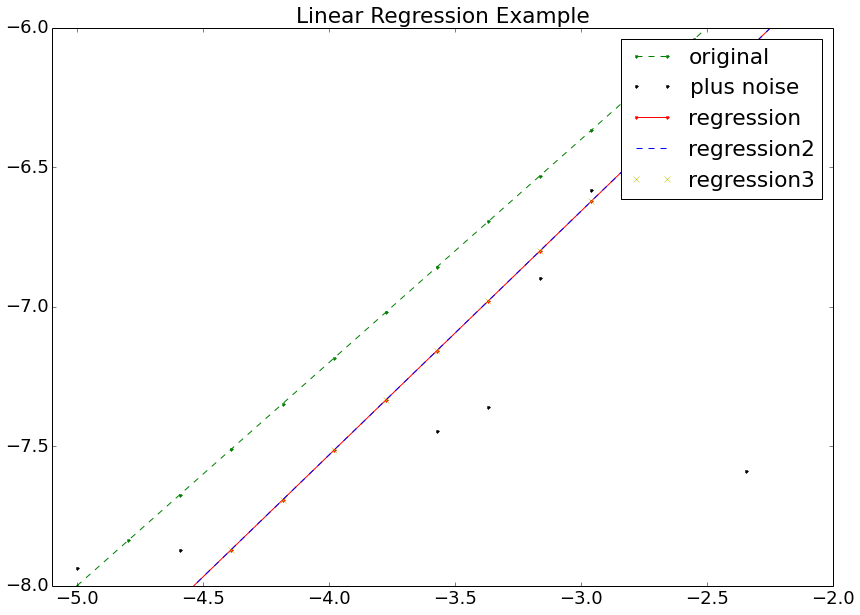 Linear Regression Example
−6.0
−6.5
−7.0
−7.5
−8.0
original
plus noise
regression
regression2
regression3
−5.0 −4.5 −4.0 −3.5 −3.0 −2.5 −2.0